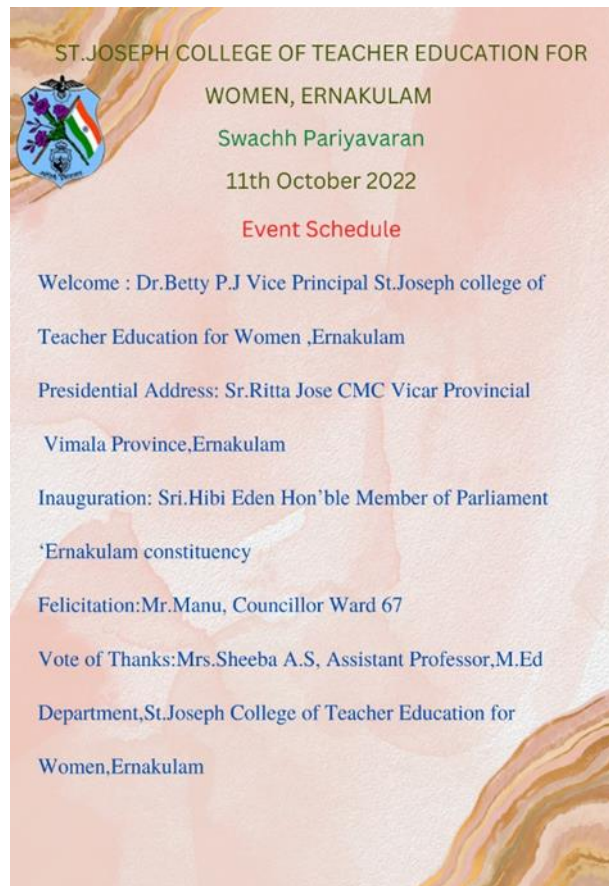 ST.JOSEPH COLLEGE OF TEACHER EDUCATION FOR
WOMEN, ERNAKULAM
Swachh Pariyavaran
11th October 2022
Event Schedule
Welcome : Dr.Betty P.J Vice Principal St.Joseph college of
Teacher Education for Women ,Ernakulam
Presidential Address: Sr.Ritta Jose CMC Vicar Provincial
Vimala Province,Ernakulam
Inauguration: Sri.Hibi Eden Hon’ble Member of Parliament
‘Ernakulam constituency
Felicitation:Mr.Manu, Councillor Ward 67
Vote of Thanks:Mrs.Sheeba A.S, Assistant Professor,M.Ed
Department,St.Joseph College of Teacher Education for
Women,Ernakulam